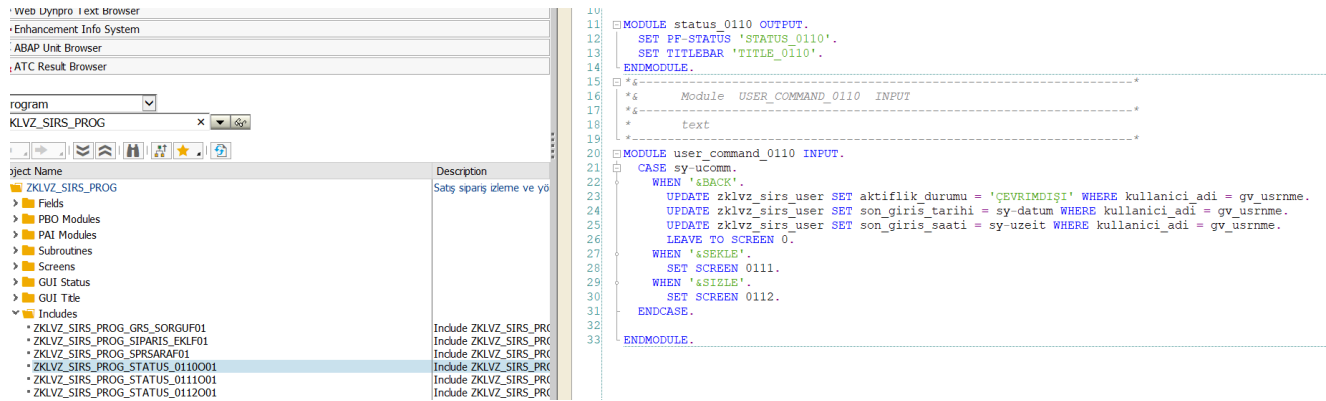 Web Dynpro Text Browser
Enhancement Info System
ABAP Unit Browser
ATC Result Browser
rogram
KLVZ_SIRS_PROG
bject Name Description
ZKLVZ_SIRS_PROG Satış sipariş izleme ve yö
Fields
PBO Modules
PAI Modules
Subroutines
Screens
GUI Status
GUI Title
Includes
ZKLVZ_SIRS_PROG_GRS_SORGUF01 Include ZKLVZ_SIRS_PRO
ZKLVZ_SIRS_PROG_SIPARIS_EKLF01 Include ZKLVZ_SIRS_PRO
ZKLVZ_SIRS_PROG_SPRSARAF01 Include ZKLVZ_SIRS_PRO
ZKLVZ_SIRS_PROG_STATUS_0110O01 Include ZKLVZ_SIRS_PRO
ZKLVZ_SIRS_PROG_STATUS_0111O01 Include ZKLVZ_SIRS_PRO
ZKLVZ_SIRS_PROG_STATUS_0112O01 Include ZKLVZ_SIRS_PRO
10
11 MODULE status_0110 OUTPUT.
12 SET PF-STATUS 'STATUS_0110'.
13 SET TITLEBAR 'TITLE_0110'.
14 ENDMODULE.
15 *&---------------------------------------------------------------------*
16 *& Module USER_COMMAND_0110 INPUT
17 *&---------------------------------------------------------------------*
18 * text
19 *----------------------------------------------------------------------*
20 MODULE user_command_0110 INPUT.
21 CASE sy-ucomm.
22 WHEN '&BACK'.
23 UPDATE zklvz_sirs_user SET aktiflik_durumu = 'ÇEVRIMDIŞI' WHERE kullanici_adi = gv_usrnme.
24 UPDATE zklvz_sirs_user SET son_giris_tarihi = sy-datum WHERE kullanici_adi = gv_usrnme.
25 UPDATE zklvz_sirs_user SET son_giris_saati = sy-uzeit WHERE kullanici_adi = gv_usrnme.
26 LEAVE TO SCREEN 0.
27 WHEN '&SEKLE'.
28 SET SCREEN 0111.
29 WHEN '&SIZLE'.
30 SET SCREEN 0112.
31 ENDCASE.
32
33 ENDMODULE.